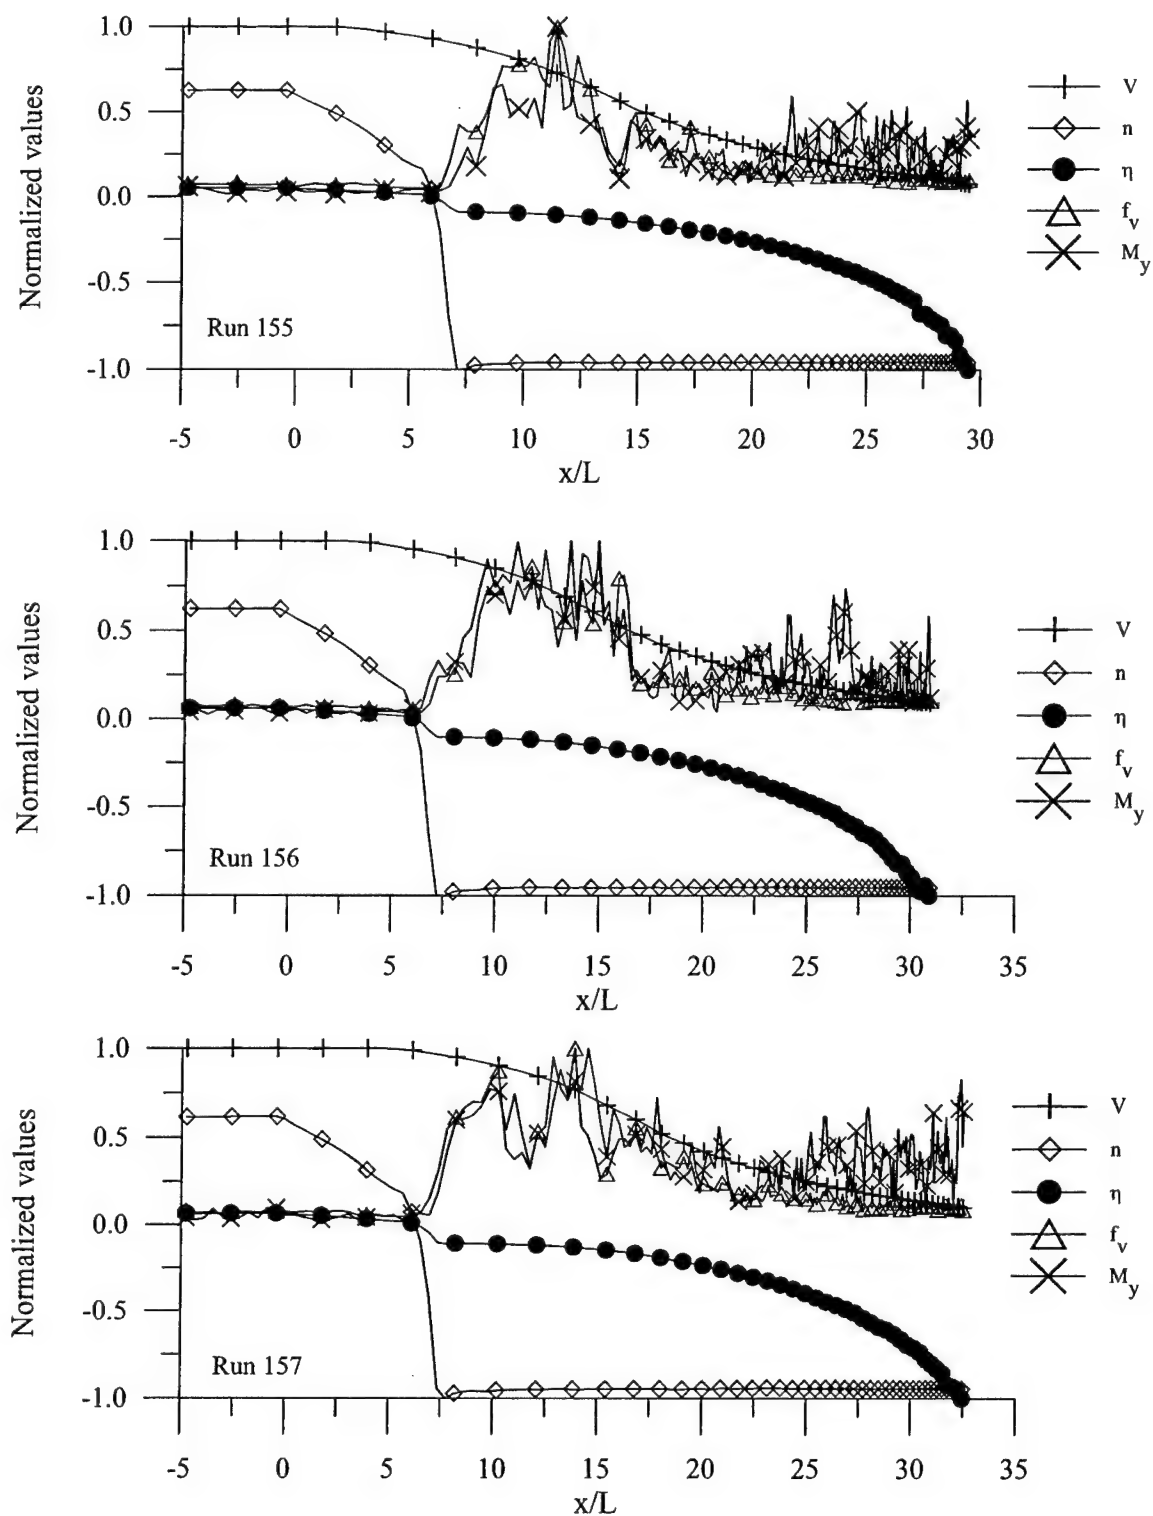 Normalized values
1.0
0.5
0.0
-0.5
-1.0
Run 155
-5 0 5 10 15 20 25 30
x/L
V
n
η
f_v
M_y
Normalized values
1.0
0.5
0.0
-0.5
-1.0
Run 156
-5 0 5 10 15 20 25 30 35
x/L
V
n
η
f_v
M_y
Normalized values
1.0
0.5
0.0
-0.5
-1.0
Run 157
-5 0 5 10 15 20 25 30 35
x/L
V
n
η
f_v
M_y